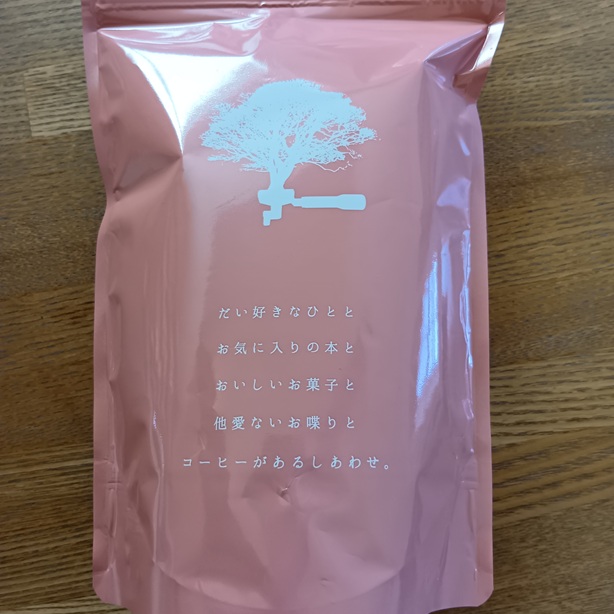 だい好きなひとと
お気に入りの本と
おいしいお菓子と
他愛ないお喋りと
コーヒーがあるしあわせ。